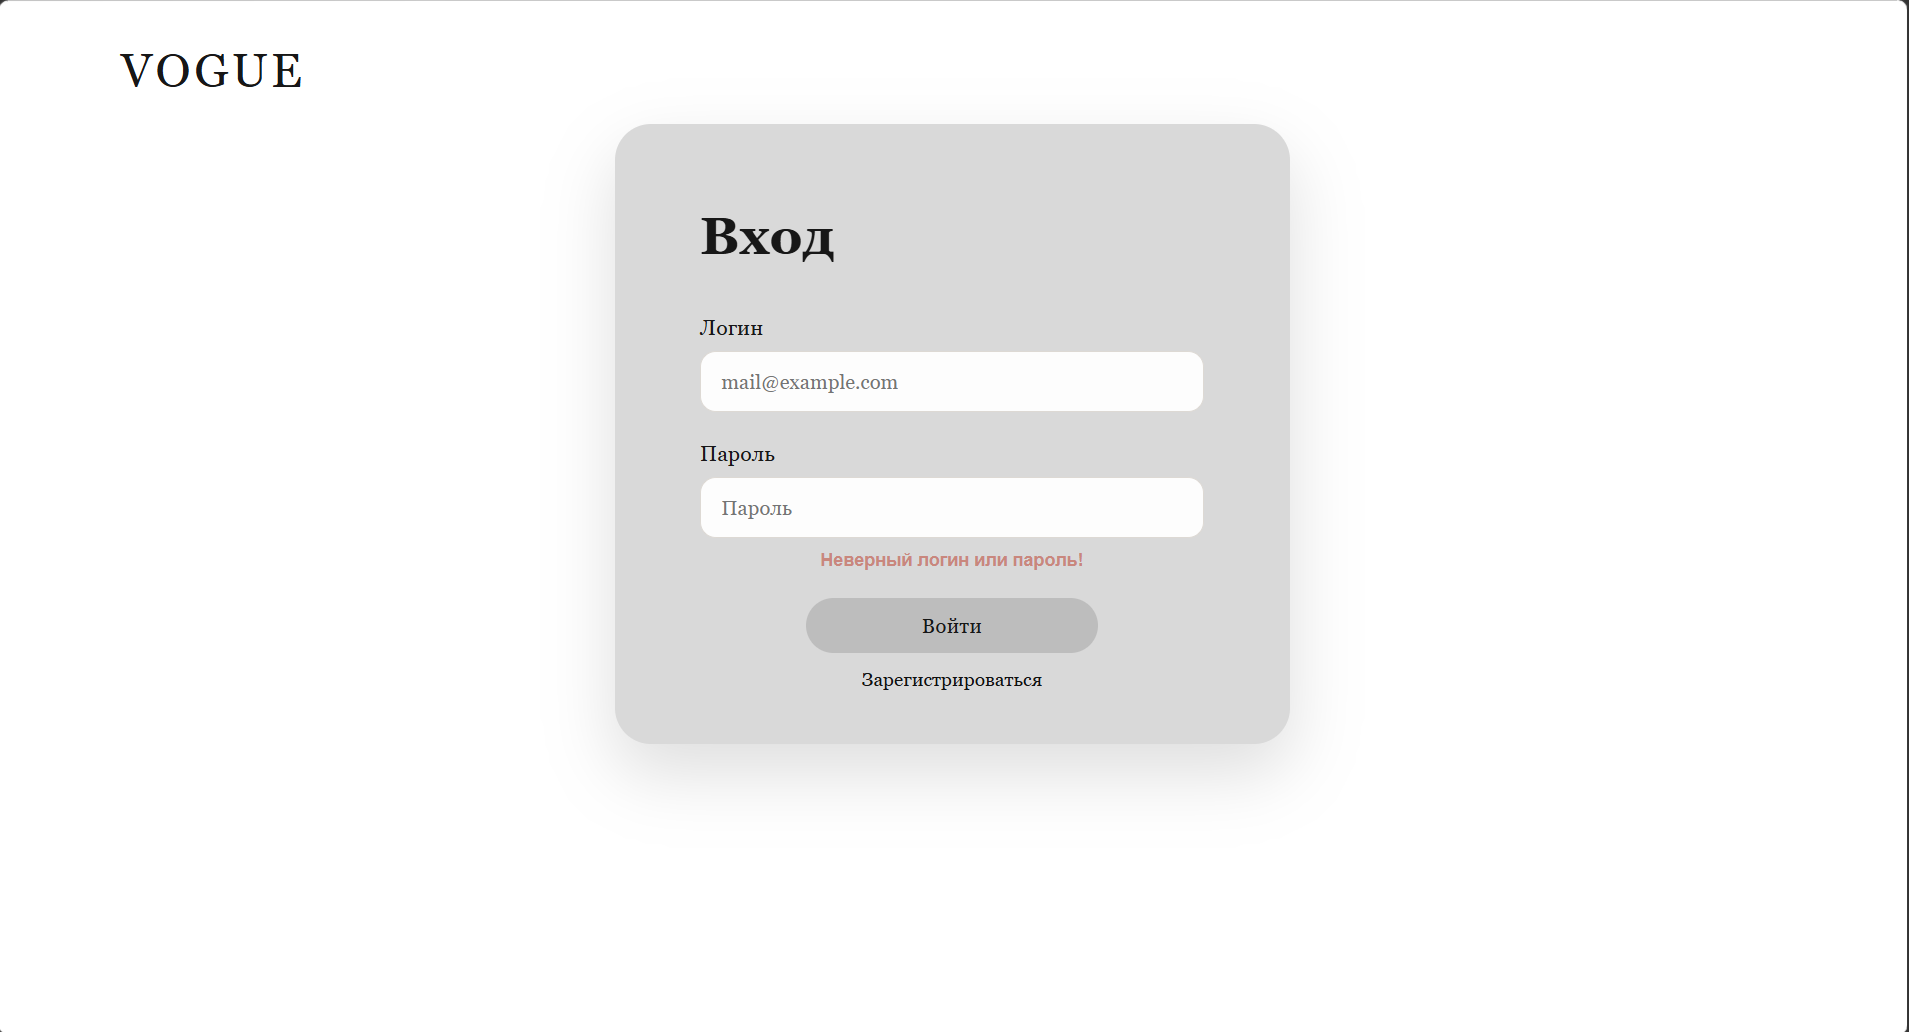 VOGUE
Вход
Логин
mail@example.com
Пароль
Пароль
Неверный логин или пароль!
Войти
Зарегистрироваться